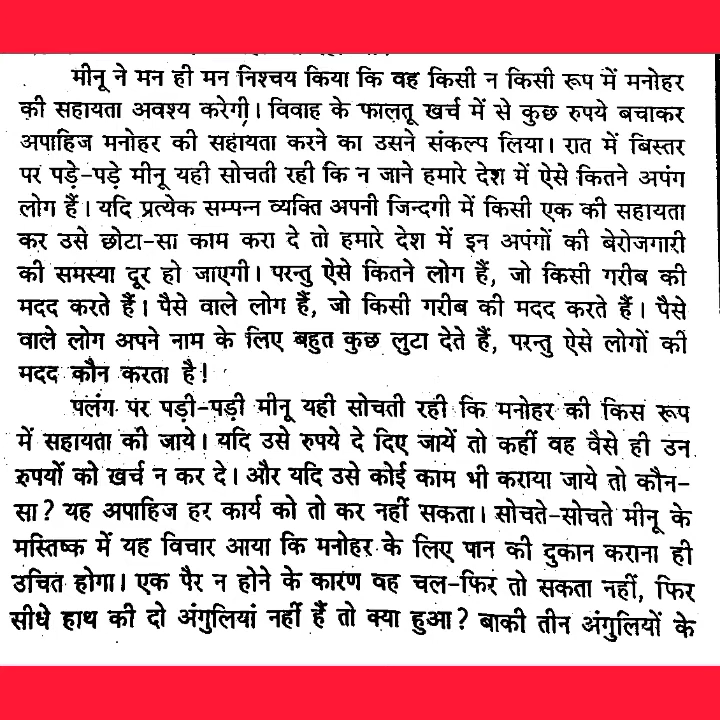 मीनू ने मन ही मन निश्चय किया कि वह किसी न किसी रूप में मनोहर
की सहायता अवश्य करेगी। विवाह के फालतू खर्च में से कुछ रुपये बचाकर
अपाहिज मनोहर की सहायता करने का उसने संकल्प लिया। रात में बिस्तर
पर पड़े-पड़े मीनू यही सोचती रही कि न जाने हमारे देश में ऐसे कितने अपंग
लोग हैं। यदि प्रत्येक सम्पन्न व्यक्ति अपनी जिन्दगी में किसी एक की सहायता
कर उसे छोटा-सा काम करा दे तो हमारे देश में इन अपंगों की बेरोजगारी
की समस्या दूर हो जाएगी। परन्तु ऐसे कितने लोग हैं, जो किसी गरीब की
मदद करते हैं। पैसे वाले लोग हैं, जो किसी गरीब की मदद करते हैं। पैसे
वाले लोग अपने नाम के लिए बहुत कुछ लुटा देते हैं, परन्तु ऐसे लोगों की
मदद कौन करता है!
पलंग पर पड़ी-पड़ी मीनू यही सोचती रही कि मनोहर की किस रूप
में सहायता की जाये। यदि उसे रुपये दे दिए जायें तो कहीं वह वैसे ही उन
रुपयों को खर्च न कर दे। और यदि उसे कोई काम भी कराया जाये तो कौन-
सा? यह अपाहिज हर कार्य को तो कर नहीं सकता। सोचते-सोचते मीनू के
मस्तिष्क में यह विचार आया कि मनोहर के लिए पान की दुकान कराना ही
उचित होगा। एक पैर न होने के कारण वह चल-फिर तो सकता नहीं, फिर
सीधे हाथ की दो अंगुलियां नहीं हैं तो क्या हुआ? बाकी तीन अंगुलियों के